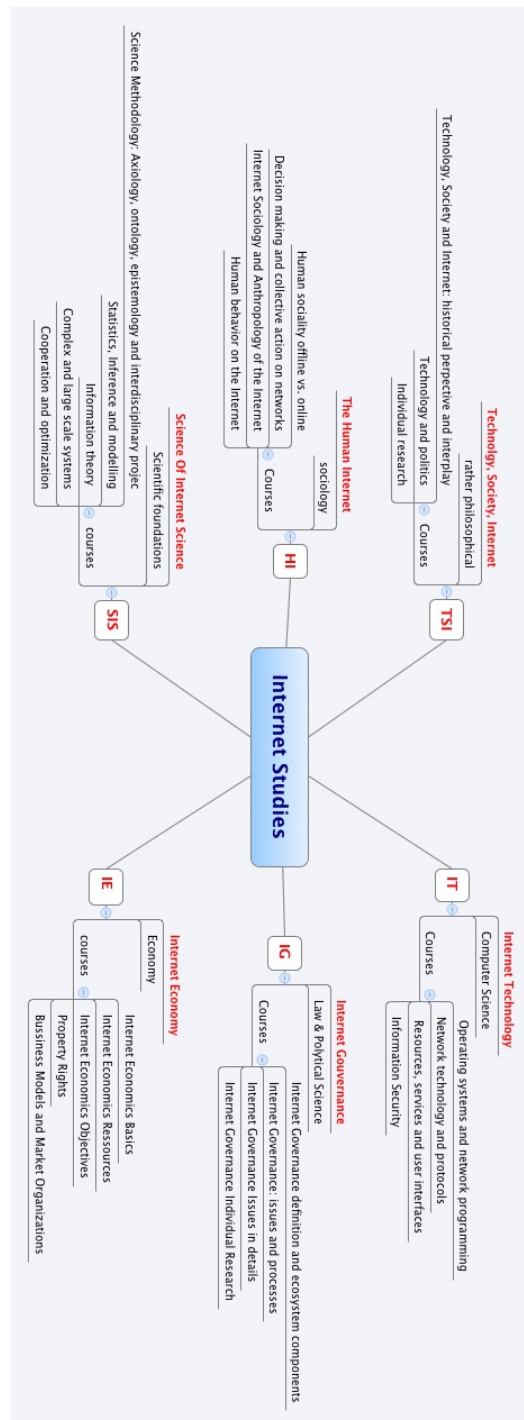 Internet Studies
TSI
Technolgy, Society, Internet
rather philosophical
Courses
Technology, Society and Internet: historical perpective and interplay
Technology and politics
Individual research
HI
The Human Internet
sociology
Courses
Human sociality offline vs. online
Decision making and collective action on networks
Internet Sociology and Anthropology of the Internet
Human behavior on the Internet
SIS
Science Of Internet Science
Scientific foundations
courses
Science Methodology: Axiology, ontology, epistemology and interdisciplinary projec
Statistics, Inference and modelling
Information theory
Complex and large scale systems
Cooperation and optimization
IT
Internet Technology
Computer Science
Courses
Operating systems and network programming
Network technology and protocols
Resources, services and user interfaces
Information Security
IG
Internet Gouvernance
Law & Polytical Science
Courses
Internet Governance definition and ecosystem components
Internet Governance: issues and processes
Internet Governance Issues in details
Internet Governance Individual Research
IE
Internet Economy
Economy
courses
Internet Economics Basics
Internet Economics Ressources
Internet Economics Objectives
Property Rights
Bussiness Models and Market Organizations